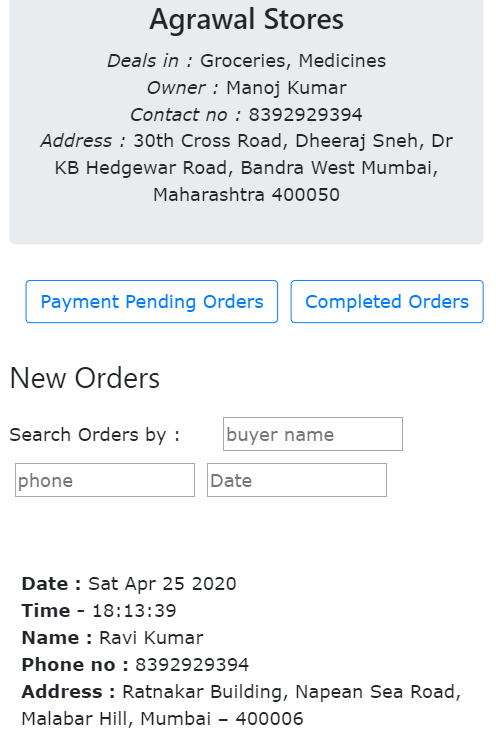 Agrawal Stores
Deals in : Groceries, Medicines
Owner : Manoj Kumar
Contact no : 8392929394
Address : 30th Cross Road, Dheeraj Sneh, Dr
KB Hedgewar Road, Bandra West Mumbai,
Maharashtra 400050
Payment Pending Orders Completed Orders
New Orders
Search Orders by : buyer name
phone Date
Date : Sat Apr 25 2020
Time - 18:13:39
Name : Ravi Kumar
Phone no : 8392929394
Address : Ratnakar Building, Napean Sea Road,
Malabar Hill, Mumbai – 400006